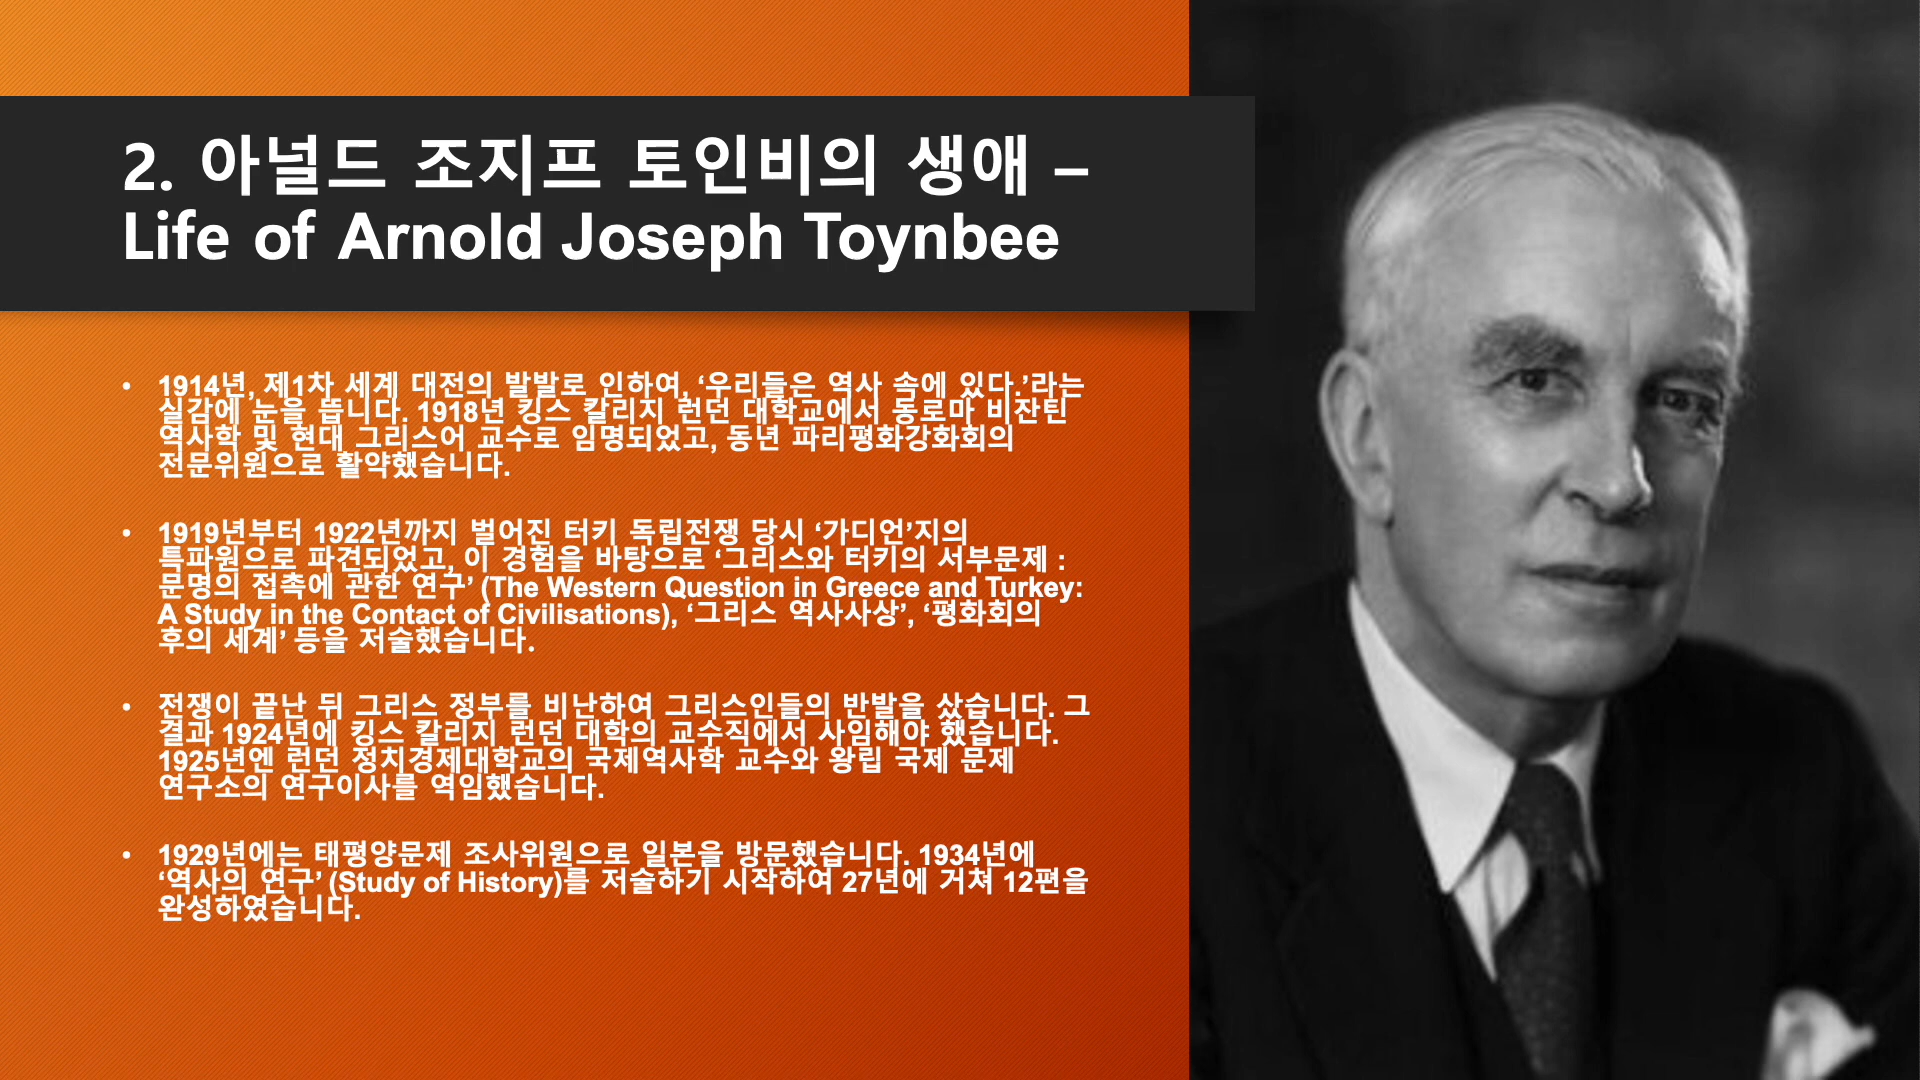 2. 아널드 조지프 토인비의 생애 –
Life of Arnold Joseph Toynbee
• 1914년, 제1차 세계 대전의 발발로 인하여, ‘우리들은 역사 속에 있다.’라는
실감에 눈을 뜹니다. 1918년 킹스 칼리지 런던 대학교에서 동로마 비잔틴
역사학 및 현대 그리스어 교수로 임명되었고, 동년 파리평화강화회의
전문위원으로 활약했습니다.
• 1919년부터 1922년까지 벌어진 터키 독립전쟁 당시 ‘가디언’지의
특파원으로 파견되었고, 이 경험을 바탕으로 ‘그리스와 터키의 서부문제 :
문명의 접촉에 관한 연구’ (The Western Question in Greece and Turkey:
A Study in the Contact of Civilisations), ‘그리스 역사사상’, ‘평화회의
후의 세계’ 등을 저술했습니다.
• 전쟁이 끝난 뒤 그리스 정부를 비난하여 그리스인들의 반발을 샀습니다. 그
결과 1924년에 킹스 칼리지 런던 대학의 교수직에서 사임해야 했습니다.
1925년엔 런던 정치경제대학교의 국제역사학 교수와 왕립 국제 문제
연구소의 연구이사를 역임했습니다.
• 1929년에는 태평양문제 조사위원으로 일본을 방문했습니다. 1934년에
‘역사의 연구’ (Study of History)를 저술하기 시작하여 27년에 거쳐 12편을
완성하였습니다.